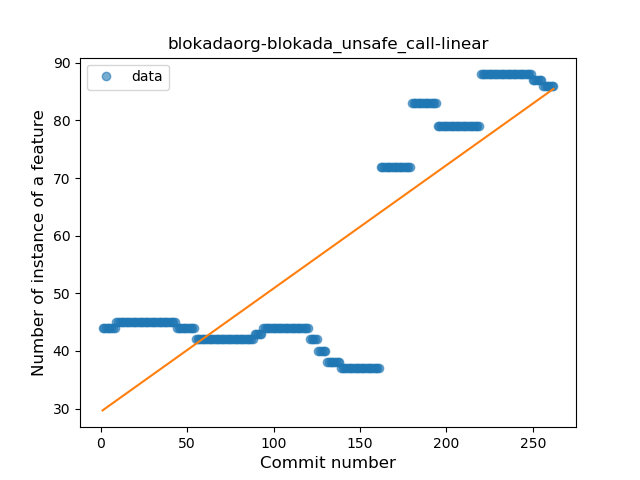 blokadaorg-blokada_unsafe_call-linear
data
Number of instance of a feature
90
80
70
60
50
40
30
0 50 100 150 200 250
Commit number